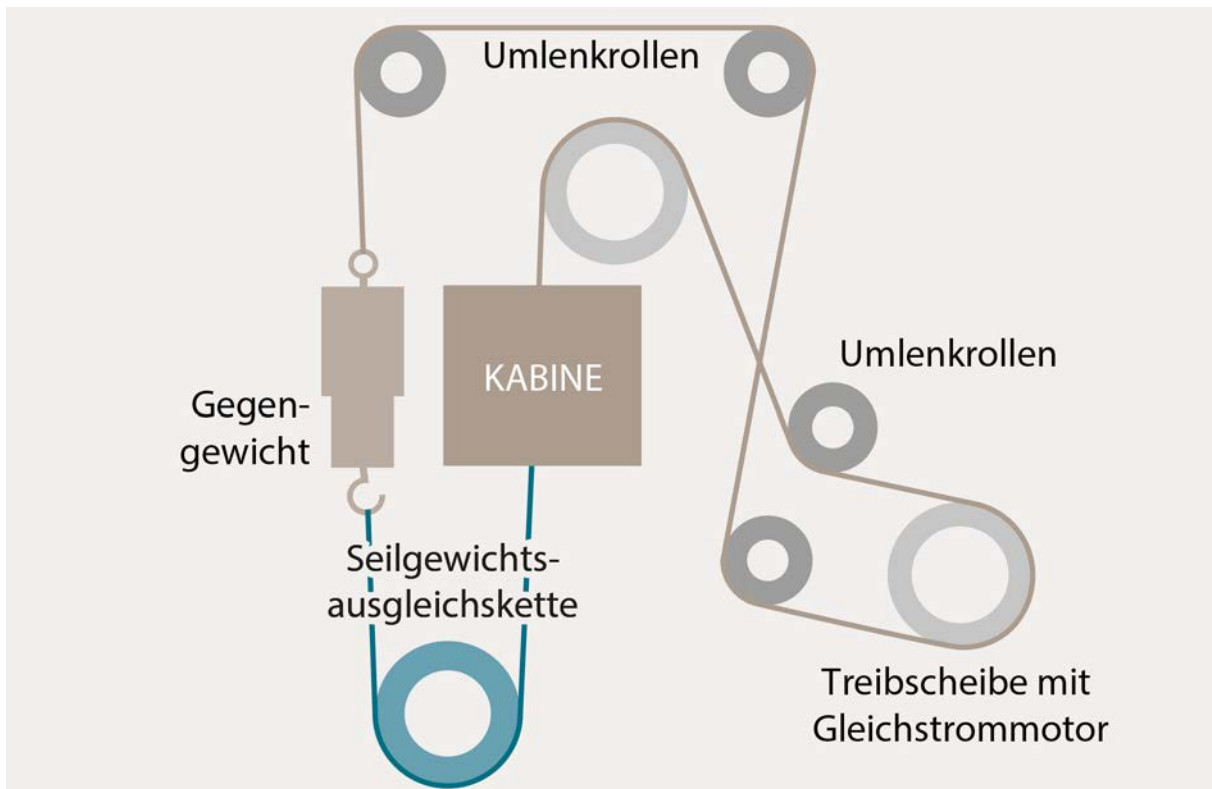 Umlenkrollen
KABINE
Umlenkrollen
Gegen-
gewicht
Seilgewichts-
ausgleichskette
Treibscheibe mit
Gleichstrommotor